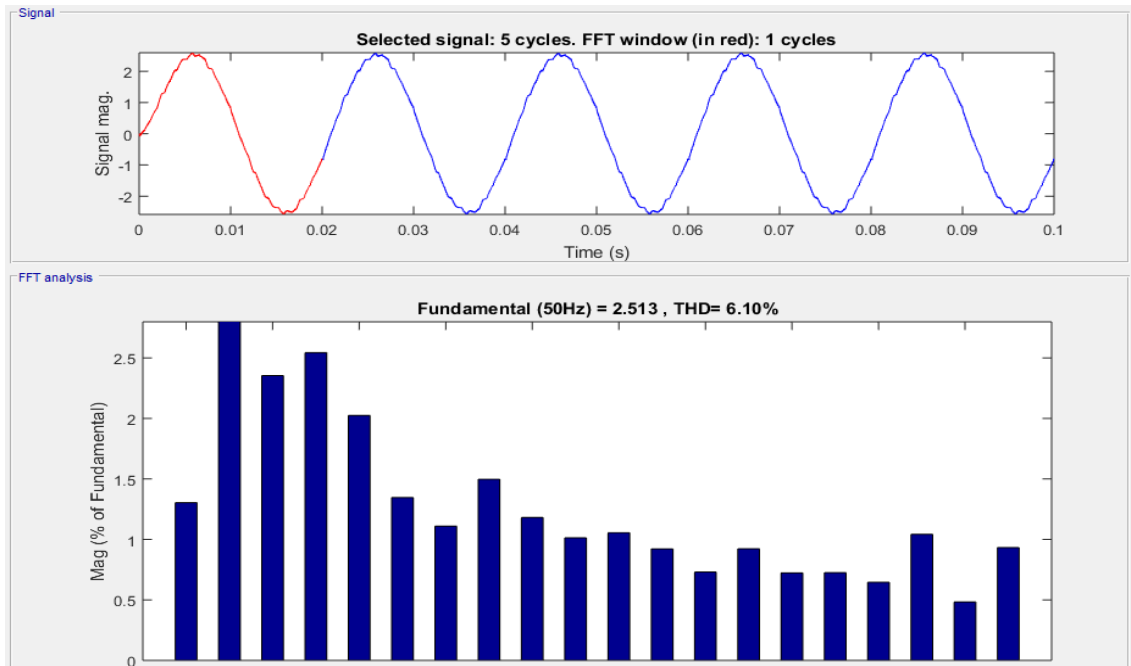 Signal
Selected signal: 5 cycles. FFT window (in red): 1 cycles
2
1
0
-1
-2
Signal mag.
0 0.01 0.02 0.03 0.04 0.05 0.06 0.07 0.08 0.09 0.1
Time (s)
FFT analysis
Fundamental (50Hz) = 2.513 , THD= 6.10%
2.5
2
1.5
1
0.5
0
Mag (% of Fundamental)